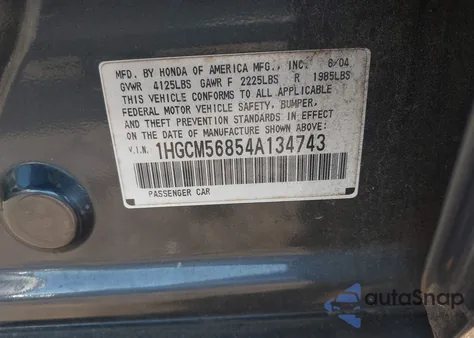 MFD. BY HONDA OF AMERICA MFG., INC. 6/04
GVWR 4125LBS GAWR F 2225LBS R 1985LBS
THIS VEHICLE CONFORMS TO ALL APPLICABLE
FEDERAL MOTOR VEHICLE SAFETY, BUMPER,
AND THEFT PREVENTION STANDARDS IN EFFECT
ON THE DATE OF MANUFACTURE SHOWN ABOVE:
V.I.N. 1HGCM56854A134743
PASSENGER CAR
autoSnap